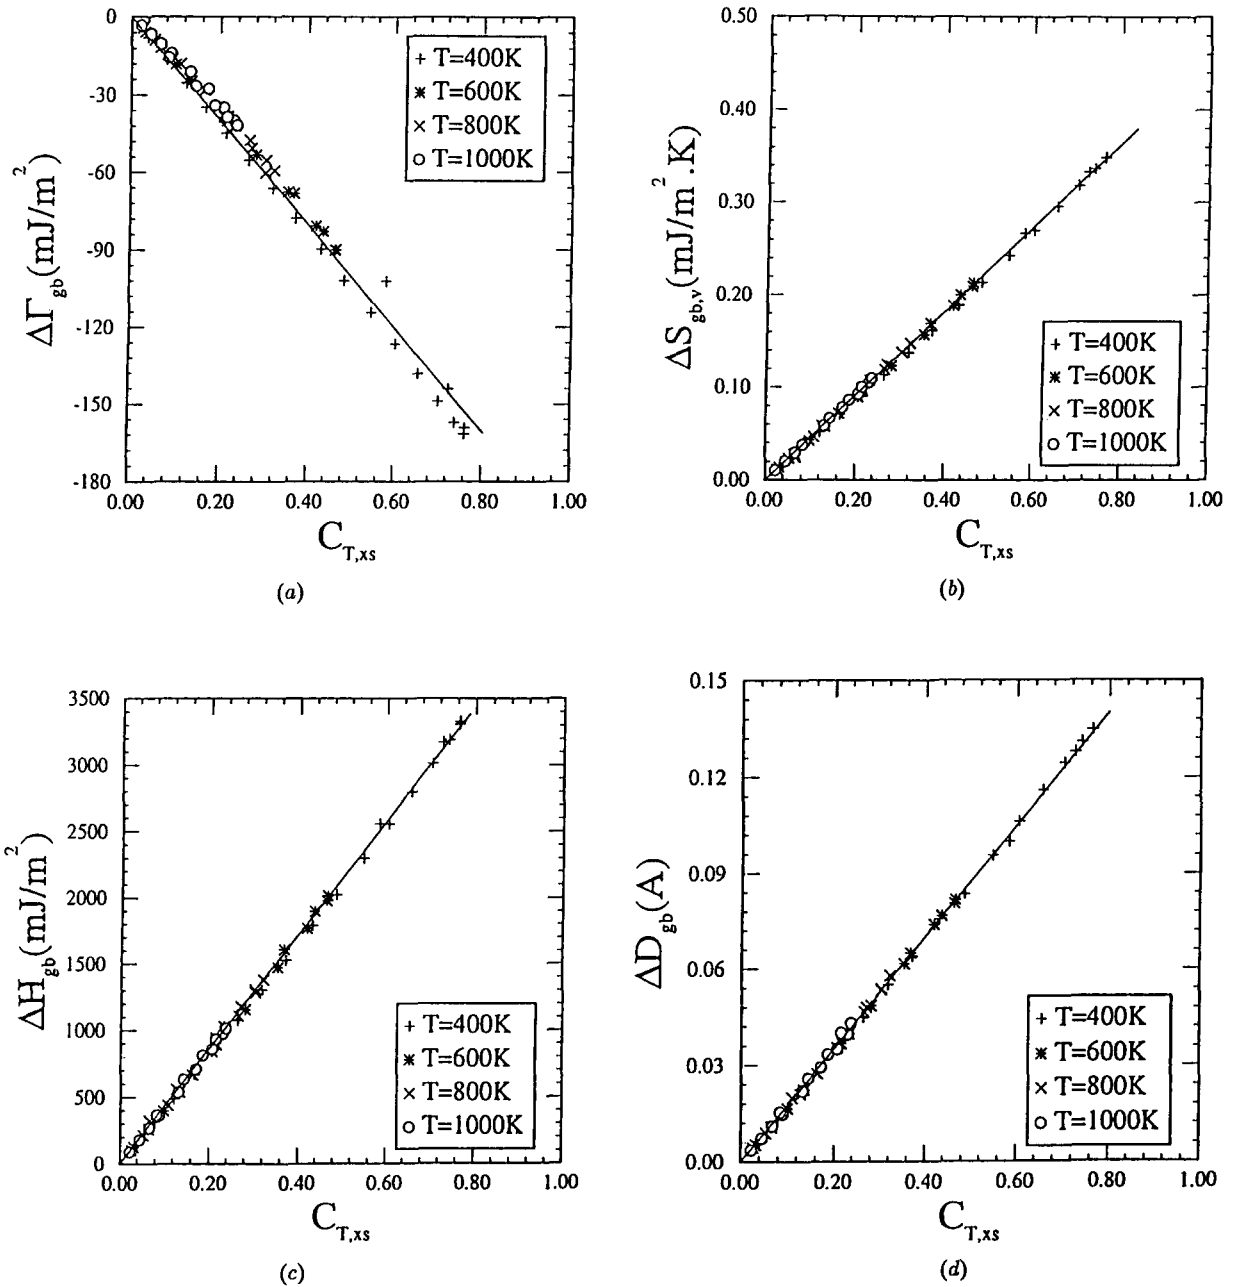 ΔΓgb(mJ/m²)
0
-30
-60
-90
-120
-150
-180
0.00 0.20 0.40 0.60 0.80 1.00
CT,xs
+ T=400K
* T=600K
× T=800K
○ T=1000K
(a)
ΔSgb,v(mJ/m².K)
0.50
0.40
0.30
0.20
0.10
0.00
0.00 0.20 0.40 0.60 0.80 1.00
CT,xs
+ T=400K
* T=600K
× T=800K
○ T=1000K
(b)
ΔHgb(mJ/m²)
3500
3000
2500
2000
1500
1000
500
0
0.00 0.20 0.40 0.60 0.80 1.00
CT,xs
+ T=400K
* T=600K
× T=800K
○ T=1000K
(c)
ΔDgb(A)
0.15
0.12
0.09
0.06
0.03
0.00
0.00 0.20 0.40 0.60 0.80 1.00
CT,xs
+ T=400K
* T=600K
× T=800K
○ T=1000K
(d)